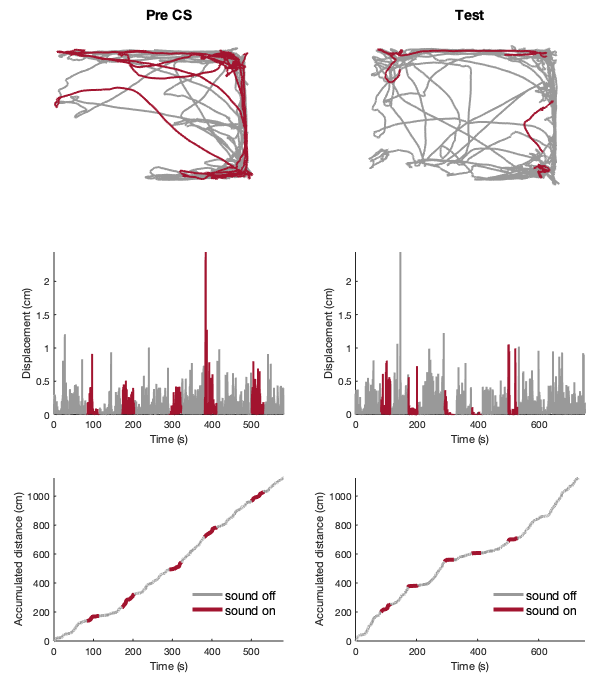 Pre CS
Test
Displacement (cm)
2
1.5
1
0.5
0
0 100 200 300 400 500
Time (s)
Displacement (cm)
2
1.5
1
0.5
0
0 200 400 600
Time (s)
Accumulated distance (cm)
1000
800
600
400
200
0
0 100 200 300 400 500
Time (s)
sound off
sound on
Accumulated distance (cm)
1000
800
600
400
200
0
0 200 400 600
Time (s)
sound off
sound on